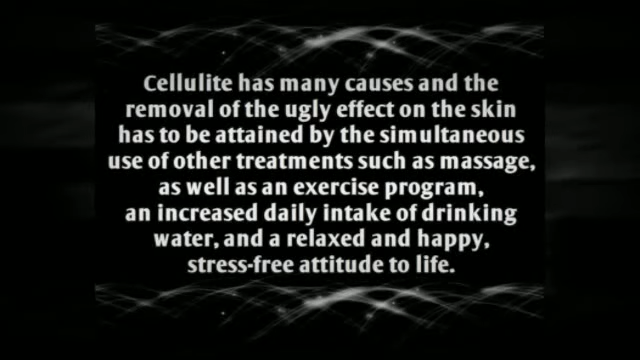 Cellulite has many causes and the
removal of the ugly effect on the skin
has to be attained by the simultaneous
use of other treatments such as massage,
as well as an exercise program,
an increased daily intake of drinking
water, and a relaxed and happy,
stress-free attitude to life.